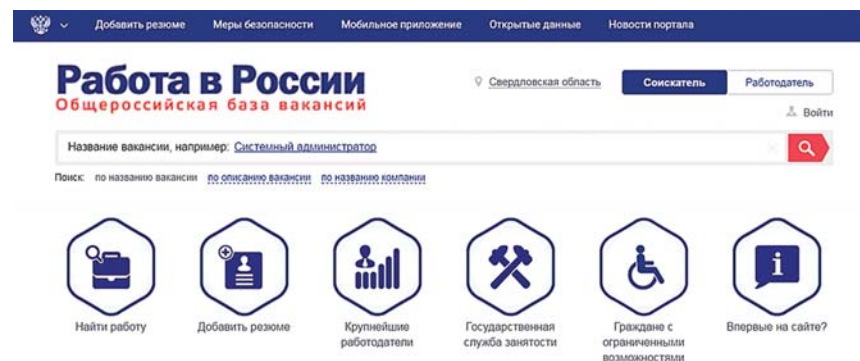 Добавить резюме Меры безопасности Мобильное приложение Открытые данные Новости портала
Работа в России
Общероссийская база вакансий
Свердловская область Соискатель Работодатель
Войти
Название вакансии, например: Системный администратор
Поиск: по названию вакансии по описанию вакансии по названию компании
Найти работу
Добавить резюме
Крупнейшие
работодатели
Государственная
служба занятости
Граждане с
ограниченными
возможностями
Впервые на сайте?